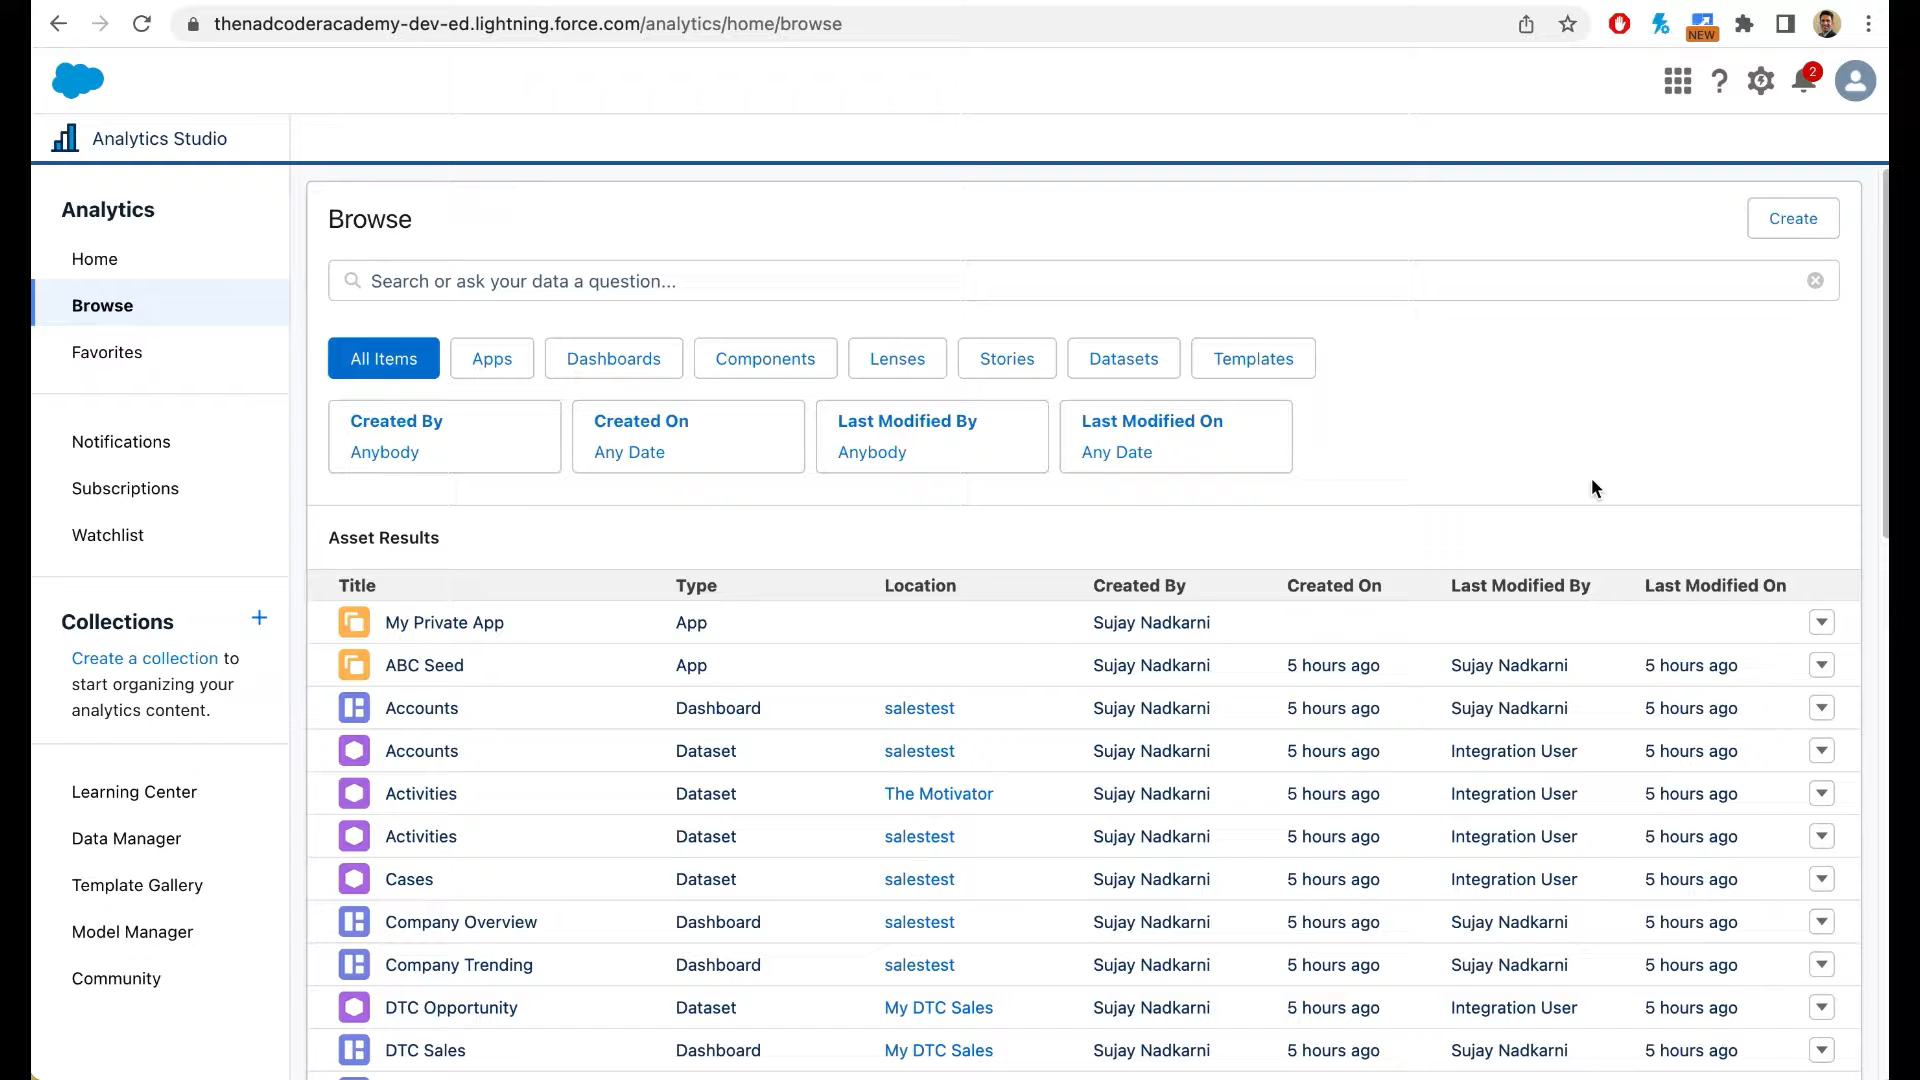 thenadcoderacademy-dev-ed.lightning.force.com/analytics/home/browse
NEW
2
Analytics Studio
Analytics
Home
Browse
Favorites
Notifications
Subscriptions
Watchlist
Collections +
Create a collection to
start organizing your
analytics content.
Learning Center
Data Manager
Template Gallery
Model Manager
Community
Browse
Create
Search or ask your data a question...
All Items Apps Dashboards Components Lenses Stories Datasets Templates
Created By Created On Last Modified By Last Modified On
Anybody Any Date Anybody Any Date
Asset Results
Title Type Location Created By Created On Last Modified By Last Modified On
My Private App App Sujay Nadkarni
ABC Seed App Sujay Nadkarni 5 hours ago Sujay Nadkarni 5 hours ago
Accounts Dashboard salestest Sujay Nadkarni 5 hours ago Sujay Nadkarni 5 hours ago
Accounts Dataset salestest Sujay Nadkarni 5 hours ago Integration User 5 hours ago
Activities Dataset The Motivator Sujay Nadkarni 5 hours ago Integration User 5 hours ago
Activities Dataset salestest Sujay Nadkarni 5 hours ago Integration User 5 hours ago
Cases Dataset salestest Sujay Nadkarni 5 hours ago Integration User 5 hours ago
Company Overview Dashboard salestest Sujay Nadkarni 5 hours ago Sujay Nadkarni 5 hours ago
Company Trending Dashboard salestest Sujay Nadkarni 5 hours ago Sujay Nadkarni 5 hours ago
DTC Opportunity Dataset My DTC Sales Sujay Nadkarni 5 hours ago Integration User 5 hours ago
DTC Sales Dashboard My DTC Sales Sujay Nadkarni 5 hours ago Sujay Nadkarni 5 hours ago